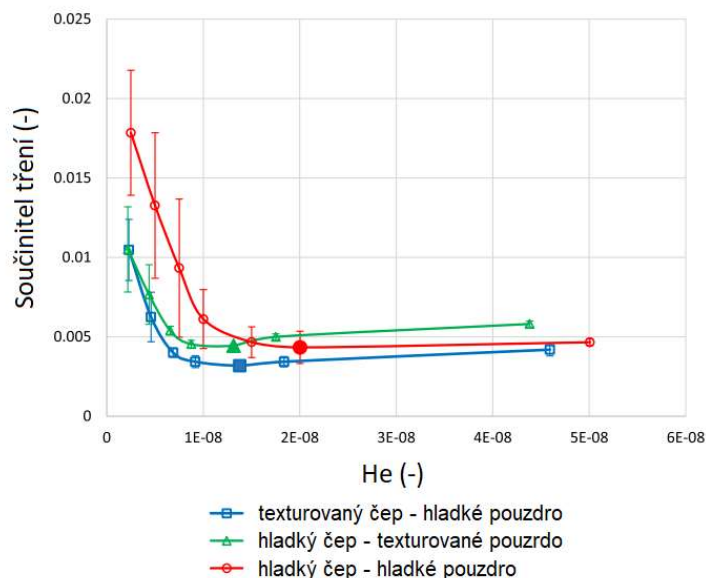 0.025
0.02
0.015
0.01
0.005
0
Součinitel tření (-)
0 1E-08 2E-08 3E-08 4E-08 5E-08 6E-08
He (-)
texturovaný čep - hladké pouzdro
hladký čep - texturované pouzrdo
hladký čep - hladké pouzdro